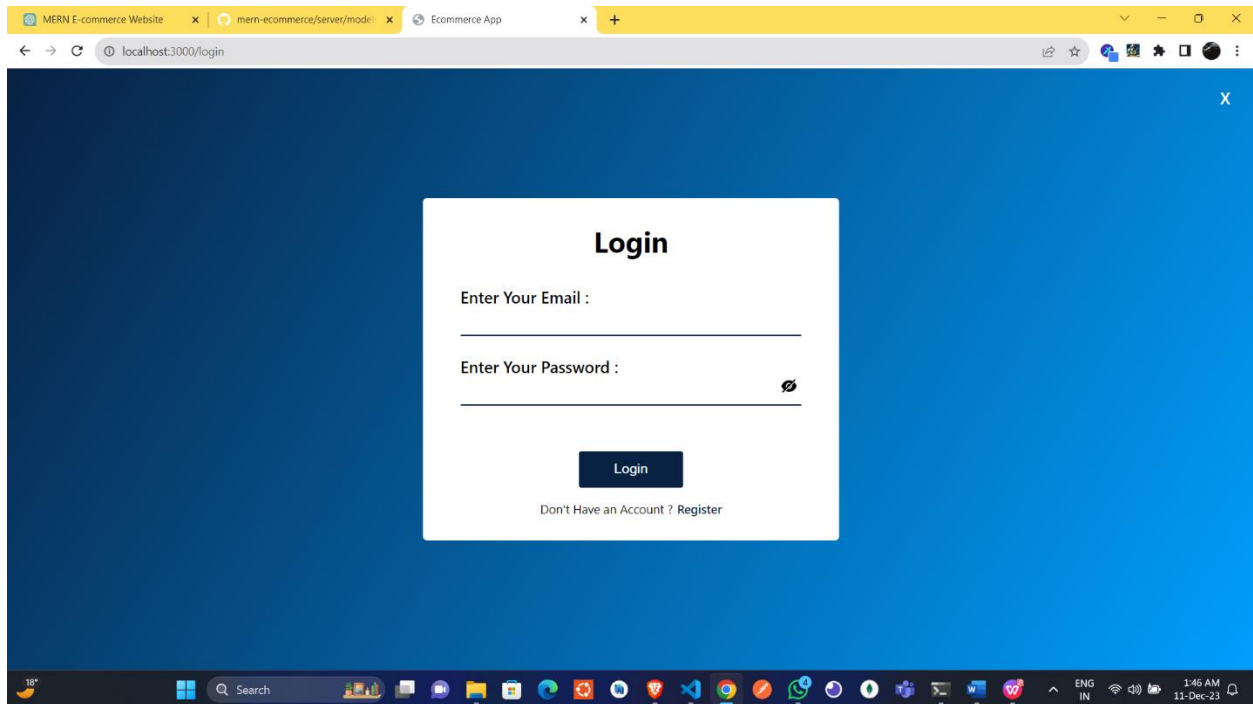 MERN E-commerce Website
mern-ecommerce/server/model
Ecommerce App
localhost:3000/login
X
Login
Enter Your Email :
Enter Your Password :
Login
Don't Have an Account ? Register
18°
Search
4
ENG
IN
1:46 AM
11-Dec-23